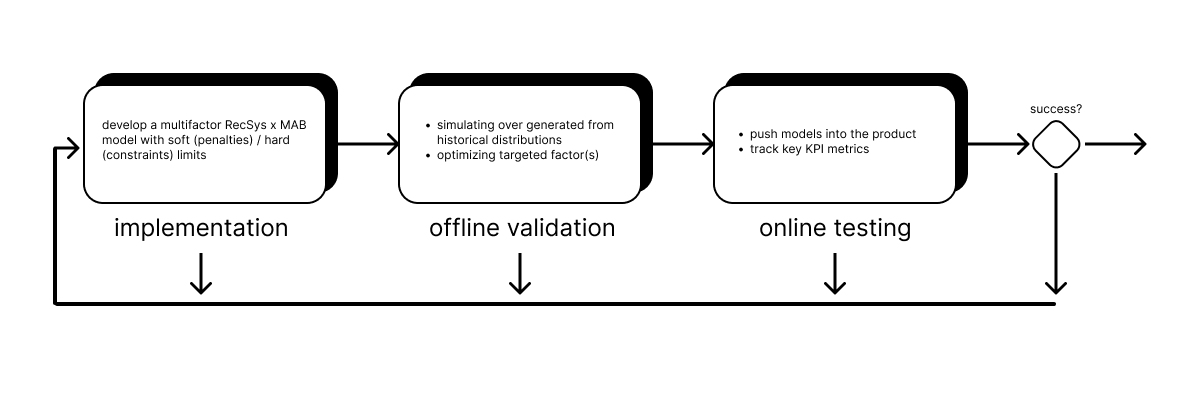 success?
develop a multifactor RecSys x MAB
model with soft (penalties) / hard
(constraints) limits
• simulating over generated from
historical distributions
• optimizing targeted factor(s)
• push models into the product
• track key KPI metrics
implementation
offline validation
online testing